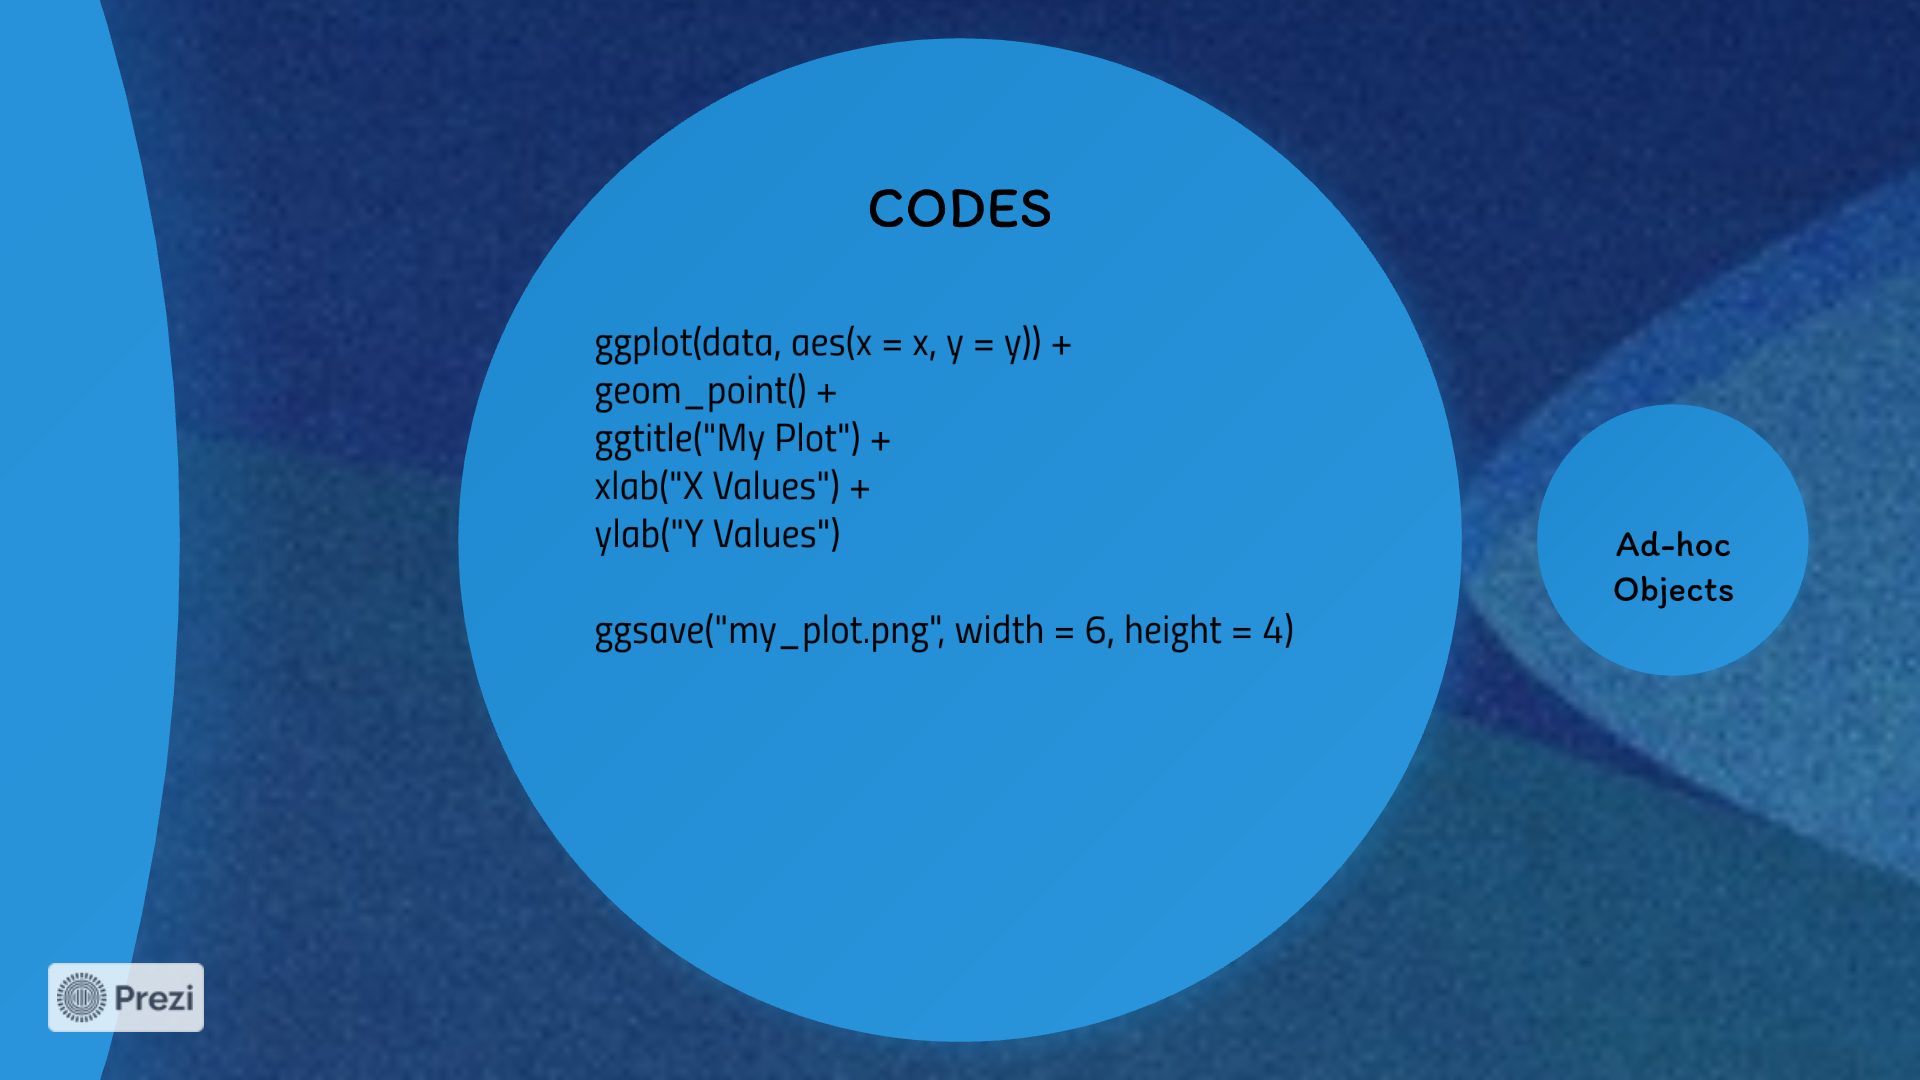 CODES
ggplot(data, aes(x = x, y = y)) +
geom_point() +
ggtitle("My Plot") +
xlab("X Values") +
ylab("Y Values")
ggsave("my_plot.png", width = 6, height = 4)
Ad-hoc
Objects
Prezi